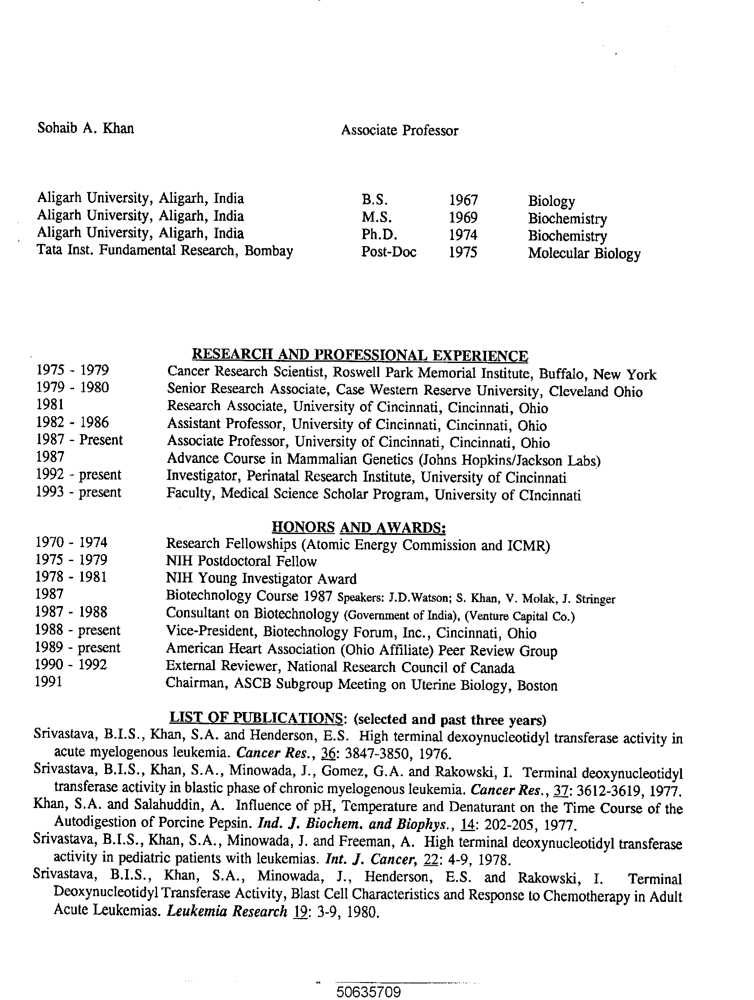 Sohaib A. Khan Associate Professor
Aligarh University, Aligarh, India B.S. 1967 Biology
Aligarh University, Aligarh, India M.S. 1969 Biochemistry
Aligarh University, Aligarh, India Ph.D. 1974 Biochemistry
Tata Inst. Fundamental Research, Bombay Post-Doc 1975 Molecular Biology
RESEARCH AND PROFESSIONAL EXPERIENCE
1975 - 1979 Cancer Research Scientist, Roswell Park Memorial Institute, Buffalo, New York
1979 - 1980 Senior Research Associate, Case Western Reserve University, Cleveland Ohio
1981 Research Associate, University of Cincinnati, Cincinnati, Ohio
1982 - 1986 Assistant Professor, University of Cincinnati, Cincinnati, Ohio
1987 - Present Associate Professor, University of Cincinnati, Cincinnati, Ohio
1987 Advance Course in Mammalian Genetics (Johns Hopkins/Jackson Labs)
1992 - present Investigator, Perinatal Research Institute, University of Cincinnati
1993 - present Faculty, Medical Science Scholar Program, University of CIncinnati
HONORS AND AWARDS:
1970 - 1974 Research Fellowships (Atomic Energy Commission and ICMR)
1975 - 1979 NIH Postdoctoral Fellow
1978 - 1981 NIH Young Investigator Award
1987 Biotechnology Course 1987 Speakers: J.D.Watson; S. Khan, V. Molak, J. Stringer
1987 - 1988 Consultant on Biotechnology (Government of India), (Venture Capital Co.)
1988 - present Vice-President, Biotechnology Forum, Inc., Cincinnati, Ohio
1989 - present American Heart Association (Ohio Affiliate) Peer Review Group
1990 - 1992 External Reviewer, National Research Council of Canada
1991 Chairman, ASCB Subgroup Meeting on Uterine Biology, Boston
LIST OF PUBLICATIONS: (selected and past three years)
Srivastava, B.I.S., Khan, S.A. and Henderson, E.S. High terminal dexoynucleotidyl transferase activity in
acute myelogenous leukemia. Cancer Res., 36: 3847-3850, 1976.
Srivastava, B.I.S., Khan, S.A., Minowada, J., Gomez, G.A. and Rakowski, I. Terminal deoxynucleotidyl
transferase activity in blastic phase of chronic myelogenous leukemia. Cancer Res., 37: 3612-3619, 1977.
Khan, S.A. and Salahuddin, A. Influence of pH, Temperature and Denaturant on the Time Course of the
Autodigestion of Porcine Pepsin. Ind. J. Biochem. and Biophys., 14: 202-205, 1977.
Srivastava, B.I.S., Khan, S.A., Minowada, J. and Freeman, A. High terminal deoxynucleotidyl transferase
activity in pediatric patients with leukemias. Int. J. Cancer, 22: 4-9, 1978.
Srivastava, B.I.S., Khan, S.A., Minowada, J., Henderson, E.S. and Rakowski, I. Terminal
Deoxynucleotidyl Transferase Activity, Blast Cell Characteristics and Response to Chemotherapy in Adult
Acute Leukemias. Leukemia Research 19: 3-9, 1980.
50635709